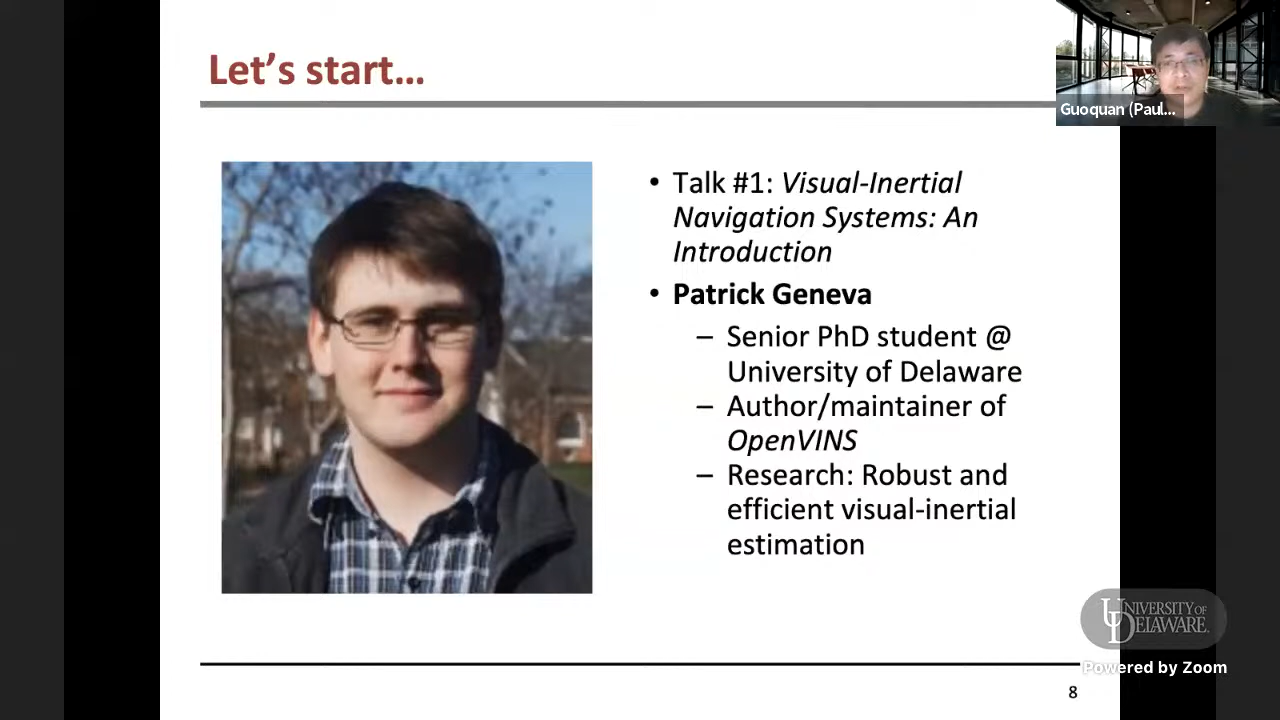 Let's start...
Guoquan (Paul...
• Talk #1: Visual-Inertial
Navigation Systems: An
Introduction
• Patrick Geneva
– Senior PhD student @
University of Delaware
– Author/maintainer of
OpenVINS
– Research: Robust and
efficient visual-inertial
estimation
UNIVERSITY OF
DELAWARE.
Powered by Zoom
8